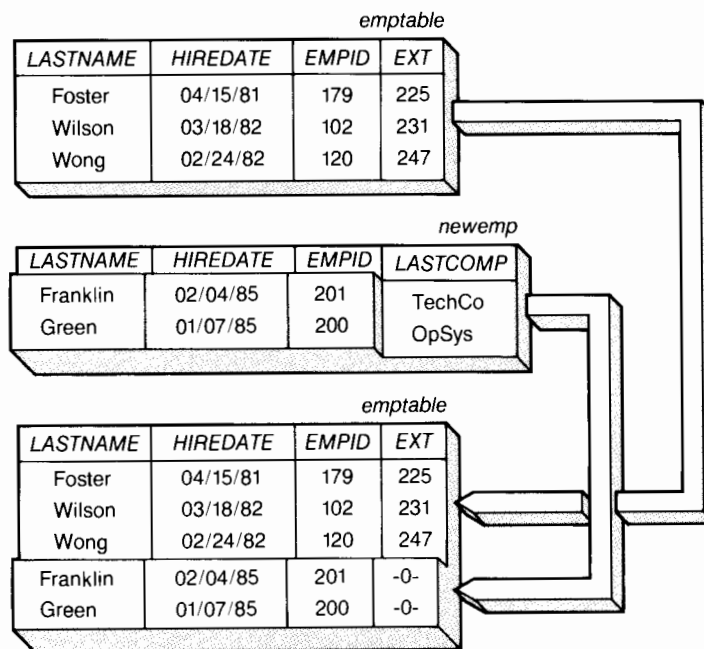 emptable
LASTNAME HIREDATE EMPID EXT
Foster 04/15/81 179 225
Wilson 03/18/82 102 231
Wong 02/24/82 120 247
newemp
LASTNAME HIREDATE EMPID LASTCOMP
Franklin 02/04/85 201 TechCo
Green 01/07/85 200 OpSys
emptable
LASTNAME HIREDATE EMPID EXT
Foster 04/15/81 179 225
Wilson 03/18/82 102 231
Wong 02/24/82 120 247
Franklin 02/04/85 201 -0-
Green 01/07/85 200 -0-